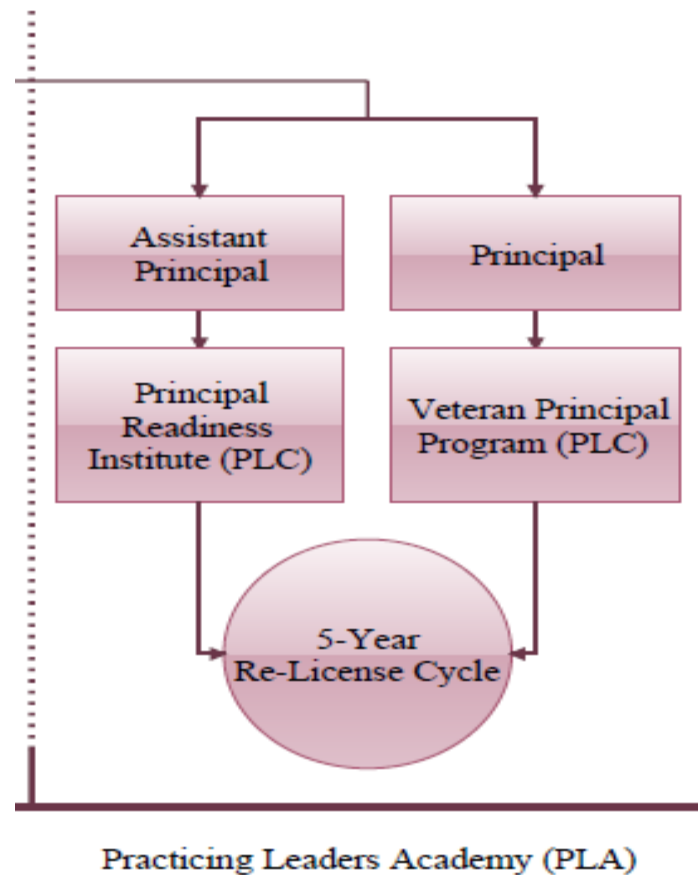 Assistant
Principal
Principal
Principal
Readiness
Institute (PLC)
Veteran Principal
Program (PLC)
5-Year
Re-License Cycle
Practicing Leaders Academy (PLA)